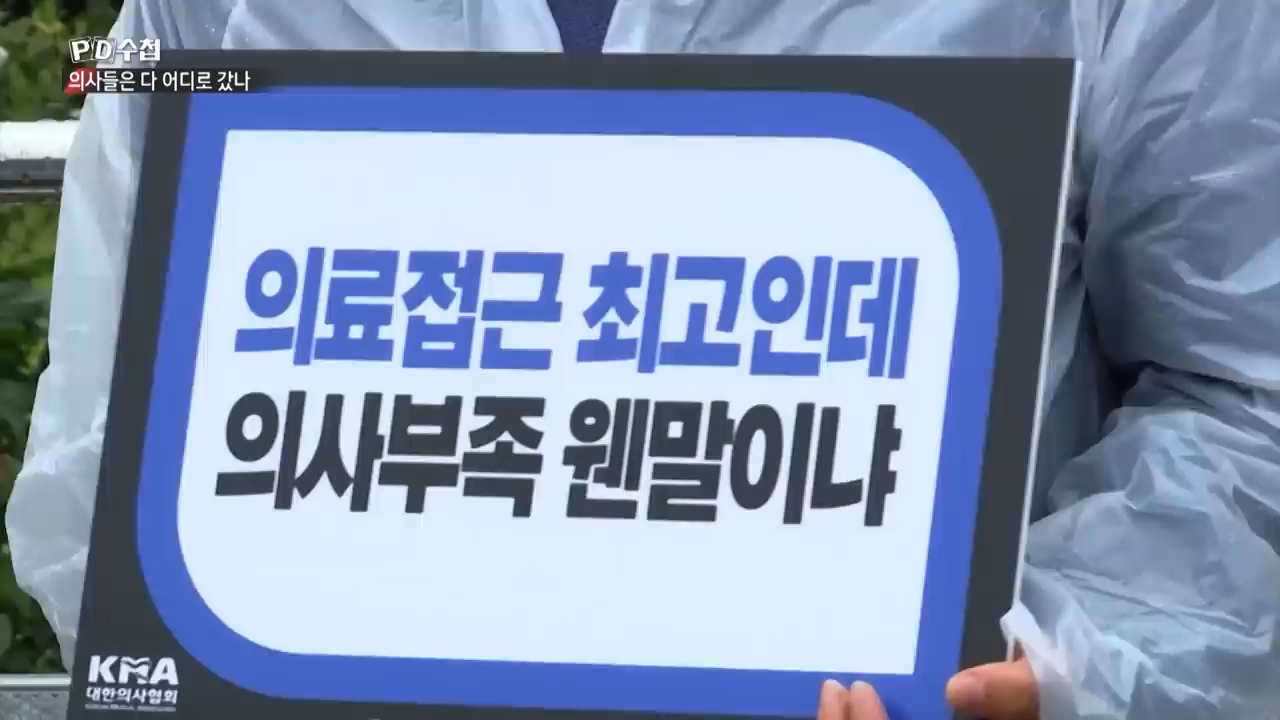 PD수첩
의사들은 다 어디로 갔나
의료접근 최고인데
의사부족 웬말이냐
KMA
대한의사협회